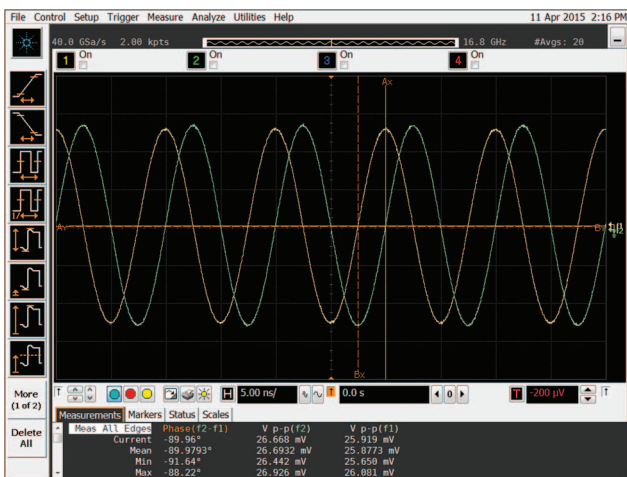 File Control Setup Trigger Measure Analyze Utilities Help 11 Apr 2015 2:16 PM
40.0 GSa/s 2.00 kpts 16.8 GHz #Avgs: 20
1 On 2 On 3 On 4 On
Ax
Ay By
Bx
More
(1 of 2)
Delete
All
H 5.00 ns/ 0.0 s 0 T -200 µV
Measurements Markers Status Scales
Meas All Edges Phase(f2-f1) V p-p(f2) V p-p(f1)
Current -89.96° 26.668 mV 25.919 mV
Mean -89.9793° 26.6932 mV 25.8773 mV
Min -91.64° 26.442 mV 25.650 mV
Max -88.22° 26.926 mV 26.081 mV